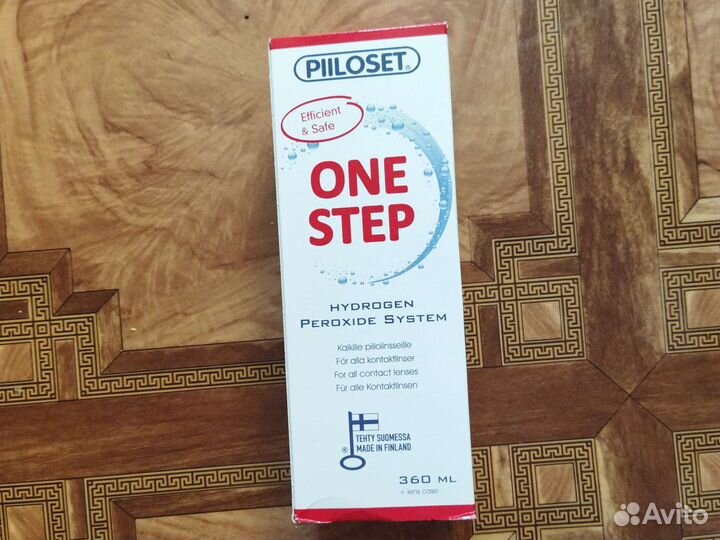 PIILOSET®
Efficient
& Safe
ONE
STEP
HYDROGEN
PEROXIDE SYSTEM
Kaikille piilolinsseille
För alla kontaktlinser
For all contact lenses
Für alle Kontaktlinsen
® TEHTY SUOMESSA
MADE IN FINLAND
360 ML
+ lens case
Avito